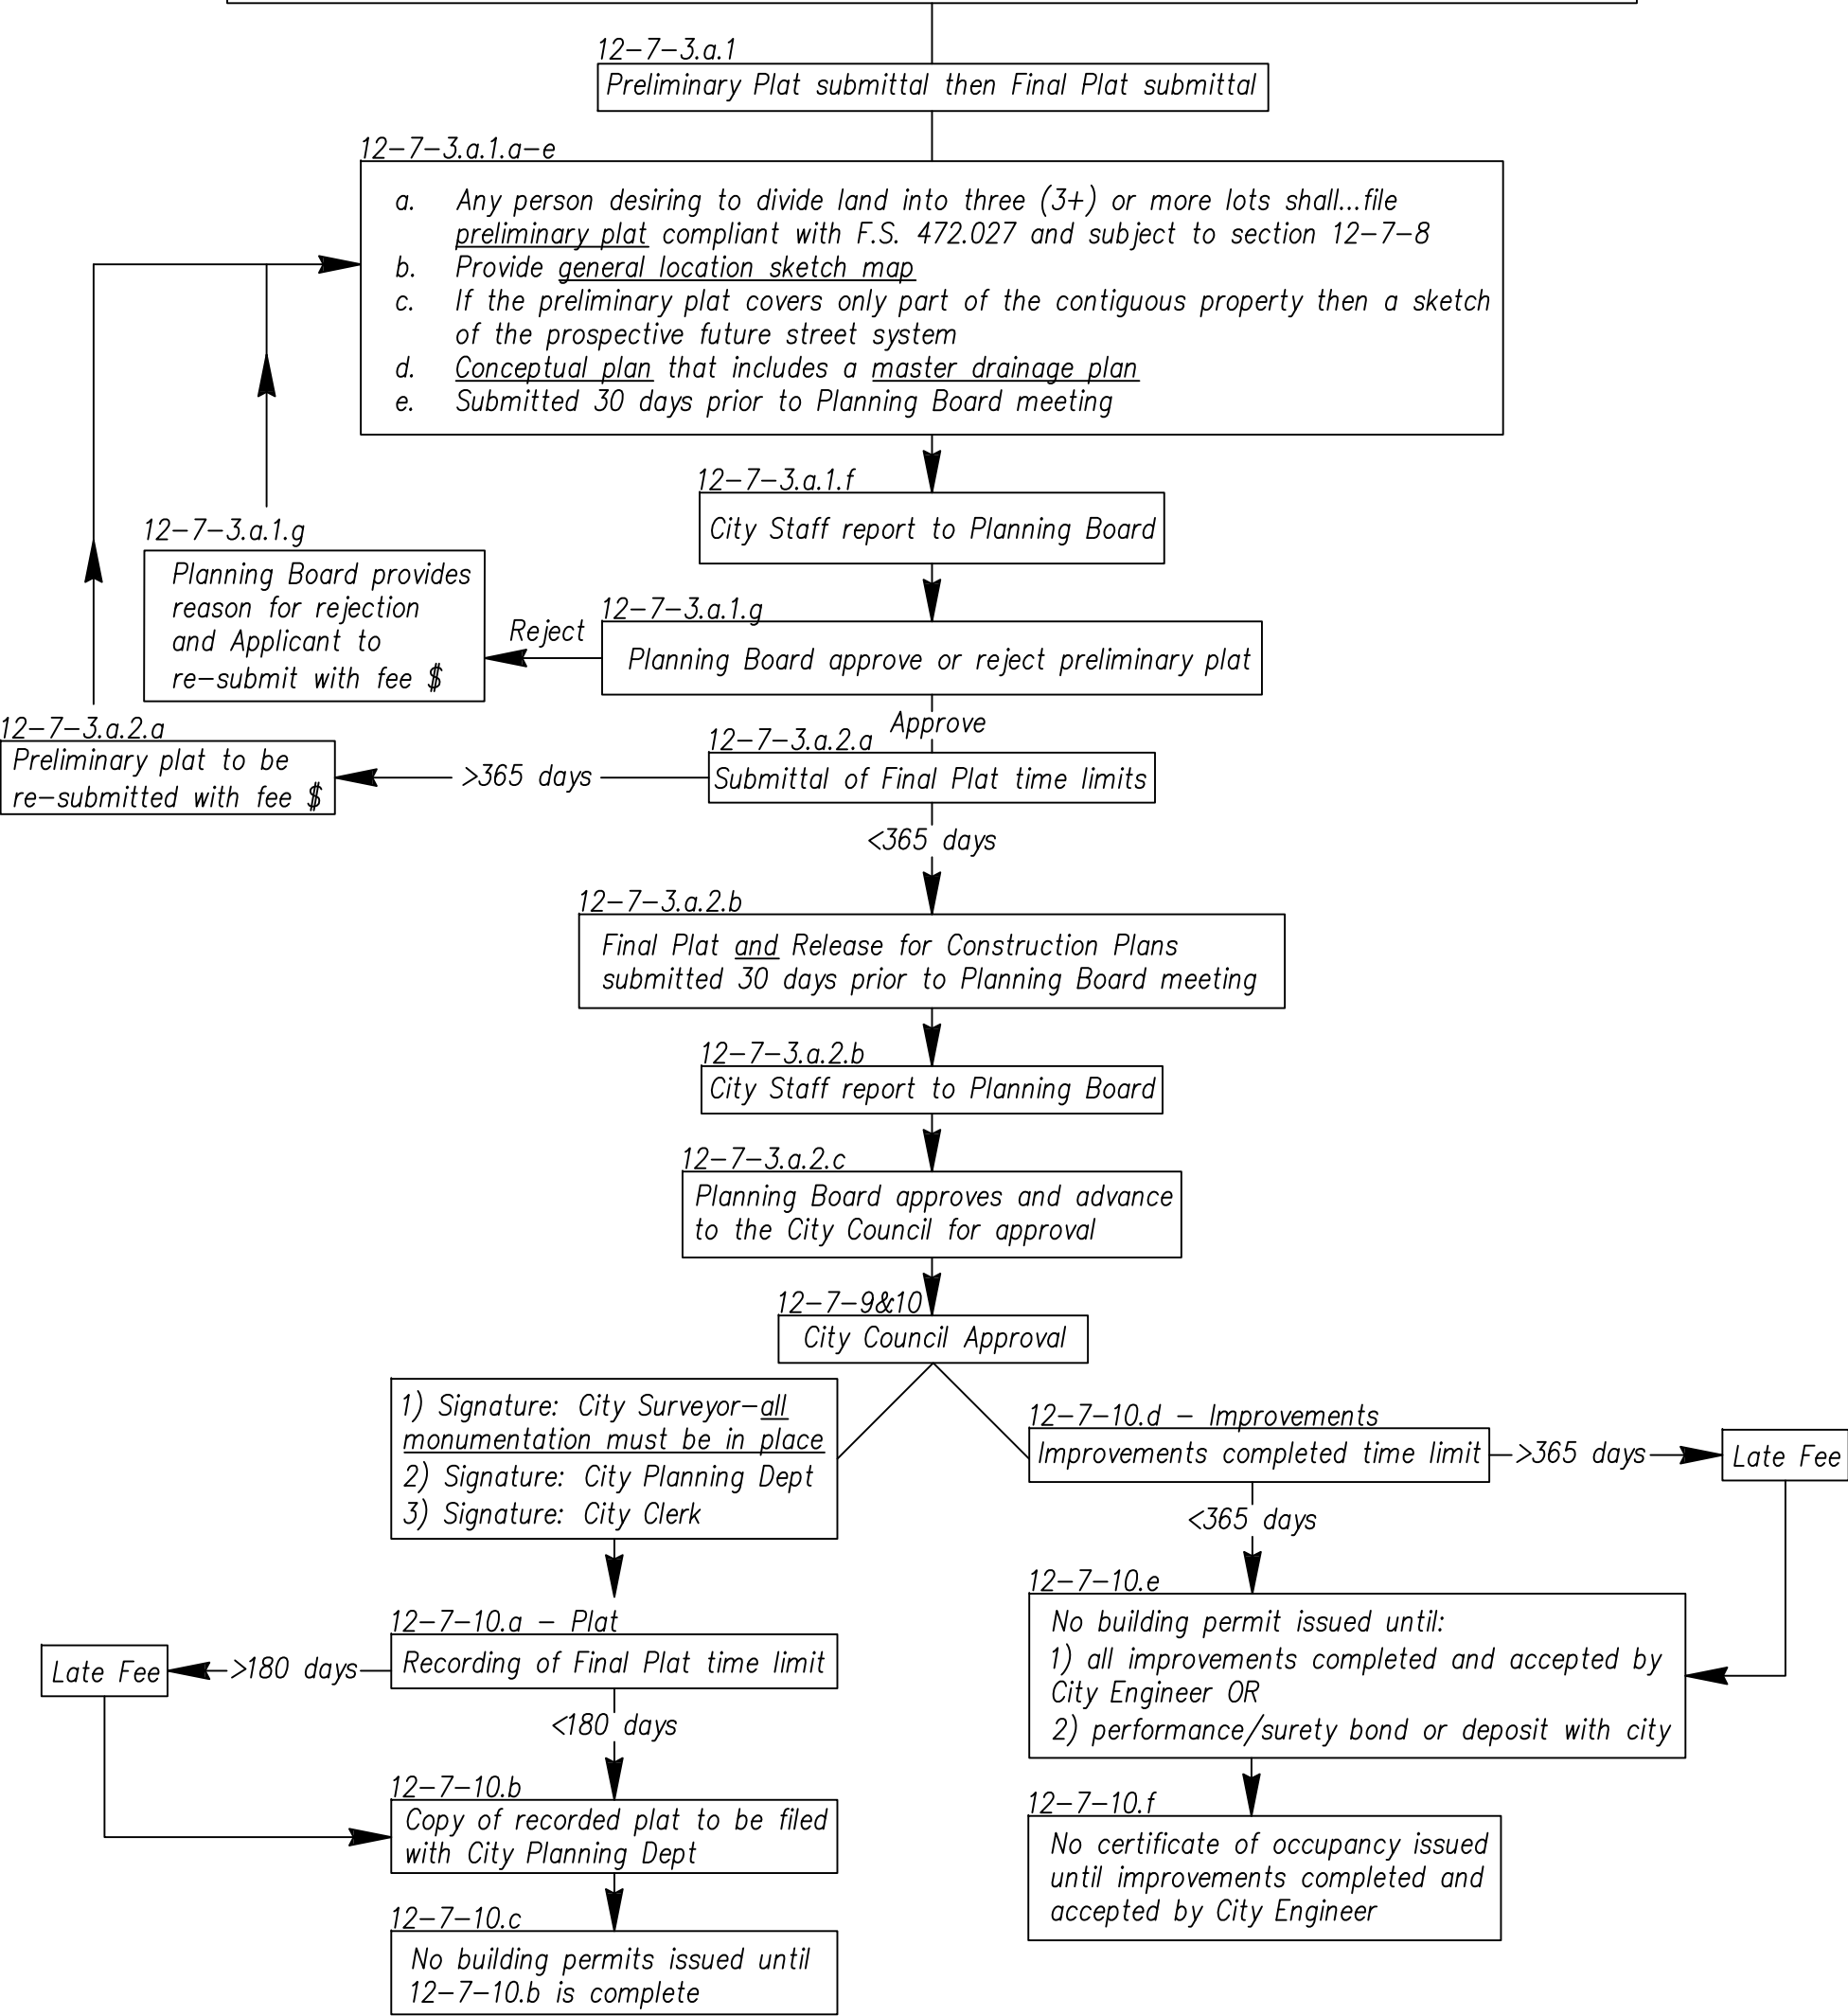 12-7-3.a.1
Preliminary Plat submittal then Final Plat submittal
12-7-3.a.1.a-e
a. Any person desiring to divide land into three (3+) or more lots shall...file
preliminary plat compliant with F.S. 472.027 and subject to section 12-7-8
b. Provide general location sketch map
c. If the preliminary plat covers only part of the contiguous property then a sketch
of the prospective future street system
d. Conceptual plan that includes a master drainage plan
e. Submitted 30 days prior to Planning Board meeting
12-7-3.a.1.f
City Staff report to Planning Board
12-7-3.a.1.g
Planning Board approve or reject preliminary plat
Reject
12-7-3.a.1.g
Planning Board provides
reason for rejection
and Applicant to
re-submit with fee $
Approve
12-7-3.a.2.a
Submittal of Final Plat time limits
>365 days
12-7-3.a.2.a
Preliminary plat to be
re-submitted with fee $
<365 days
12-7-3.a.2.b
Final Plat and Release for Construction Plans
submitted 30 days prior to Planning Board meeting
12-7-3.a.2.b
City Staff report to Planning Board
12-7-3.a.2.c
Planning Board approves and advance
to the City Council for approval
12-7-9&10
City Council Approval
1) Signature: City Surveyor-all
monumentation must be in place
2) Signature: City Planning Dept
3) Signature: City Clerk
12-7-10.a - Plat
Recording of Final Plat time limit
>180 days
Late Fee
<180 days
12-7-10.b
Copy of recorded plat to be filed
with City Planning Dept
12-7-10.c
No building permits issued until
12-7-10.b is complete
12-7-10.d - Improvements
Improvements completed time limit
>365 days
Late Fee
<365 days
12-7-10.e
No building permit issued until:
1) all improvements completed and accepted by
City Engineer OR
2) performance/surety bond or deposit with city
12-7-10.f
No certificate of occupancy issued
until improvements completed and
accepted by City Engineer